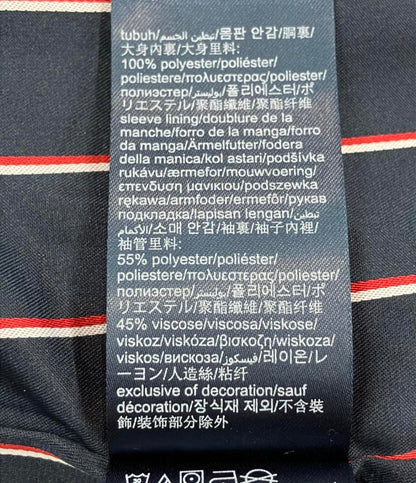 tubuh/تبطين الجسم/몸판 안감/胴裏/
大身內裏/大身里料:
100% polyester/poliéster/
poliestere/πολυεστερας/poliester/
полиэстер/بوليستر/폴리에스터/ポ
リエステル/聚酯纖維/聚酯纤维
sleeve lining/doublure de la
manche/forro de la manga/forro
da manga/Ärmelfutter/fodera
della manica/kol astari/podšívka
rukávu/ærmefor/mouwvoering/
επενδυση μανικιου/podszewka
rękawa/armfoder/ermefôr/рукав
подкладка/lapisan lengan/تبطين
الأكمام/소매 안감/袖裏/袖子內裡/
袖管里料:
55% polyester/poliéster/
poliestere/πολυεστερας/poliester/
полиэстер/بوليستر/폴리에스터/ポ
リエステル/聚酯纖維/聚酯纤维
45% viscose/viscosa/viskose/
viskoz/viskóza/βισκοζη/wiskoza/
viskos/вискоза/فيسكوز/레이온/レ
ーヨン/人造絲/粘纤
exclusive of decoration/sauf
décoration/장식재 제외/不含裝
飾/装饰部分除外